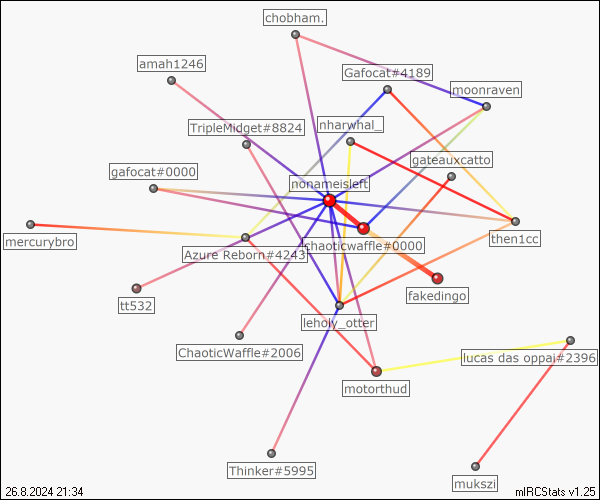 chobham.
amah1246
Gafocat#4189
moonraven
TripleMidget#8824
nharwhal_
gateauxcatto
gafocat#0000
nonameisleft
mercurybro
Azure Reborn#4243
chaoticwaffle#0000
then1cc
tt532
fakedingo
leholy_otter
ChaoticWaffle#2006
lucas das oppai#2396
motorthud
Thinker#5995
mukszi
26.8.2024 21:34
mIRCStats v1.25